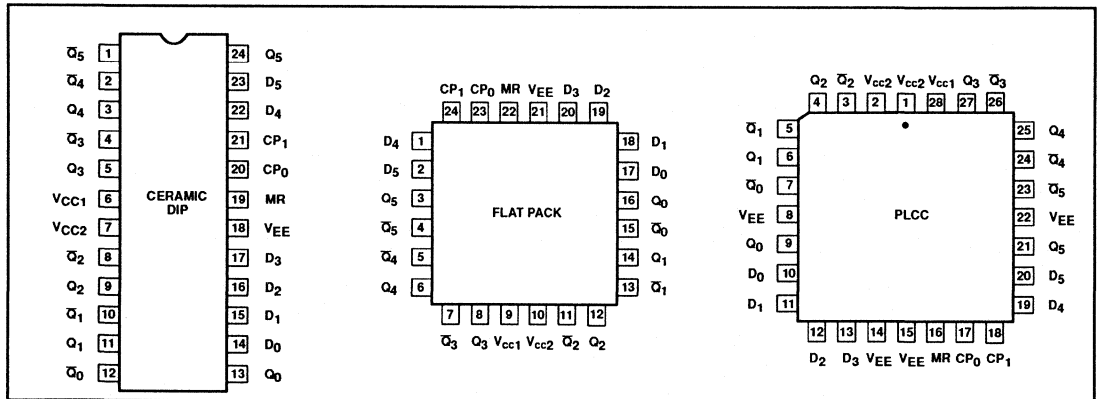 CERAMIC
DIP
Q̅5 1
Q̅4 2
Q4 3
Q̅3 4
Q3 5
VCC1 6
VCC2 7
Q̅2 8
Q2 9
Q̅1 10
Q1 11
Q̅0 12
24 Q5
23 D5
22 D4
21 CP1
20 CP0
19 MR
18 VEE
17 D3
16 D2
15 D1
14 D0
13 Q0
FLAT PACK
CP1 CP0 MR VEE D3 D2
24 23 22 21 20 19
D4 1
D5 2
Q5 3
Q̅5 4
Q̅4 5
Q4 6
18 D1
17 D0
16 Q0
15 Q̅0
14 Q1
13 Q̅1
7 8 9 10 11 12
Q̅3 Q3 Vcc1 Vcc2 Q̅2 Q2
PLCC
Q2 Q̅2 Vcc2 Vcc2 Vcc1 Q3 Q̅3
4 3 2 1 28 27 26
Q̅1 5
Q1 6
Q̅0 7
VEE 8
Q0 9
D0 10
D1 11
25 Q4
24 Q̅4
23 Q̅5
22 VEE
21 Q5
20 D5
19 D4
12 13 14 15 16 17 18
D2 D3 VEE VEE MR CP0 CP1